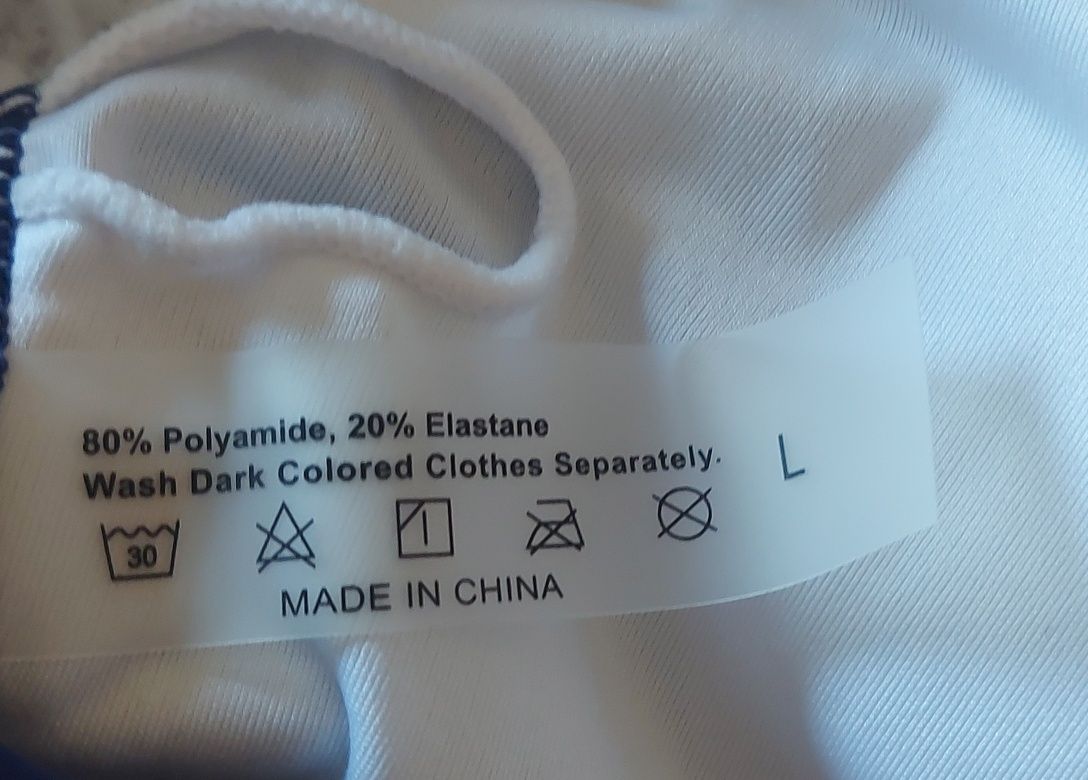 80% Polyamide, 20% Elastane
Wash Dark Colored Clothes Separately.
L
30
MADE IN CHINA